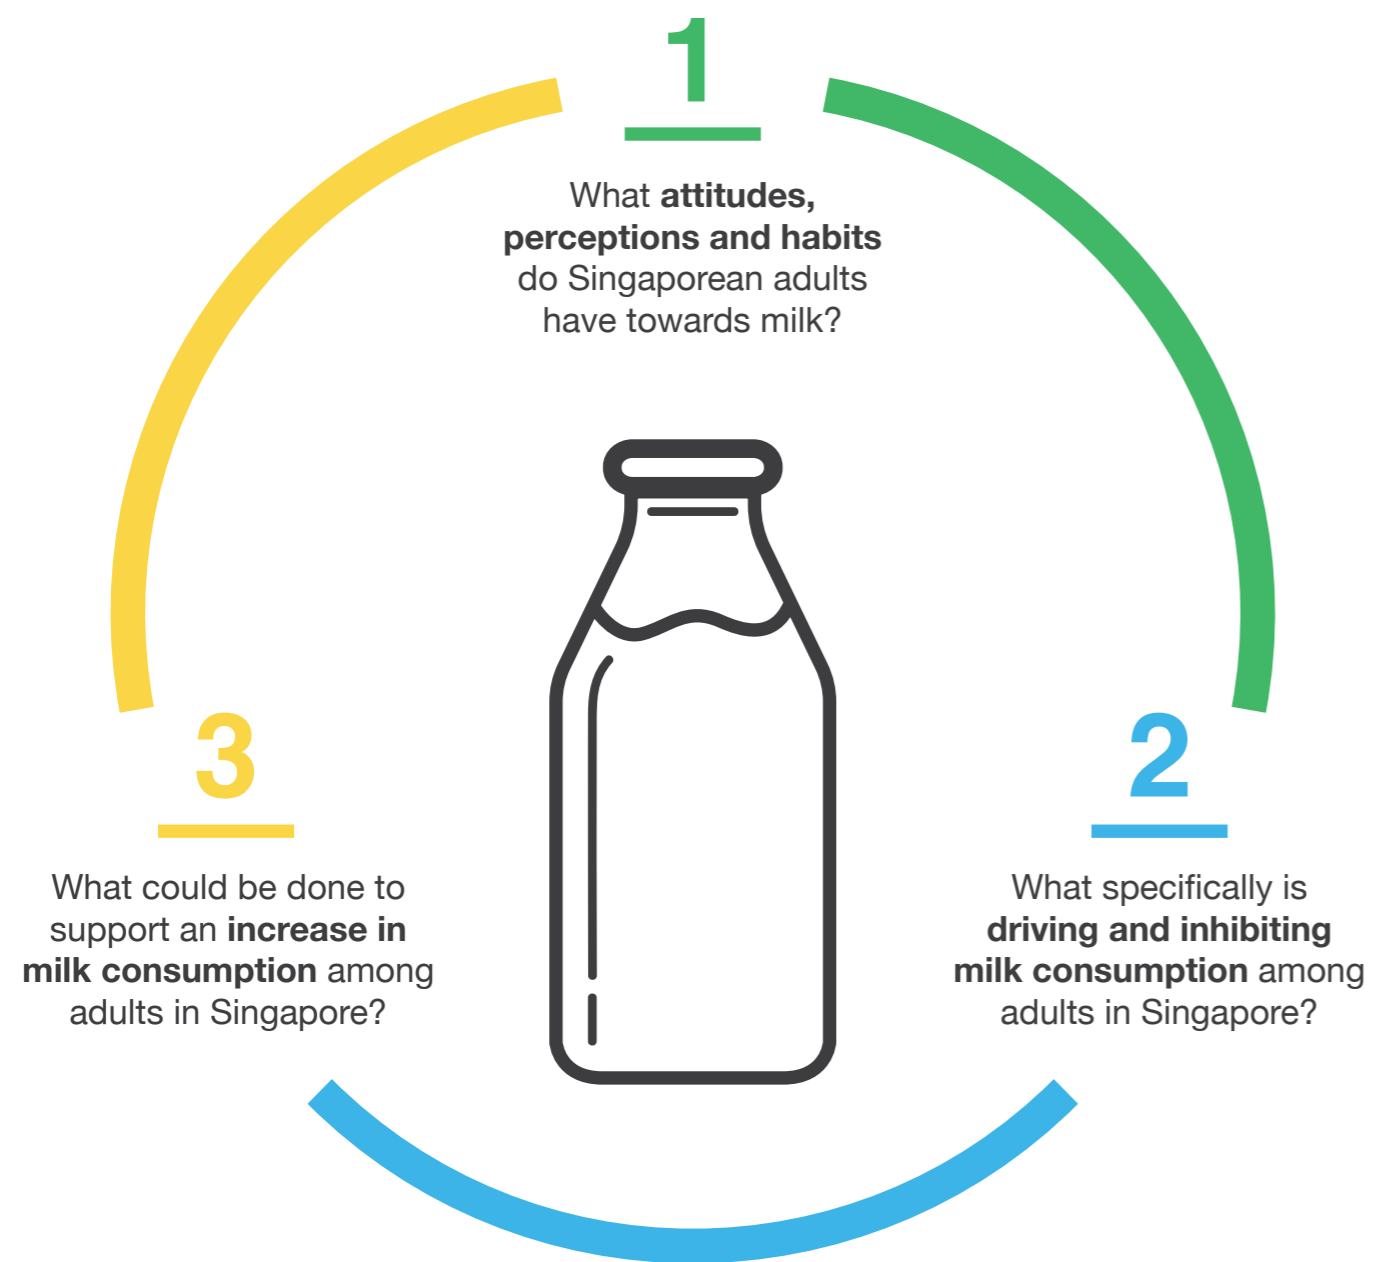 1
What attitudes,
perceptions and habits
do Singaporean adults
have towards milk?
2
What specifically is
driving and inhibiting
milk consumption among
adults in Singapore?
3
What could be done to
support an increase in
milk consumption among
adults in Singapore?